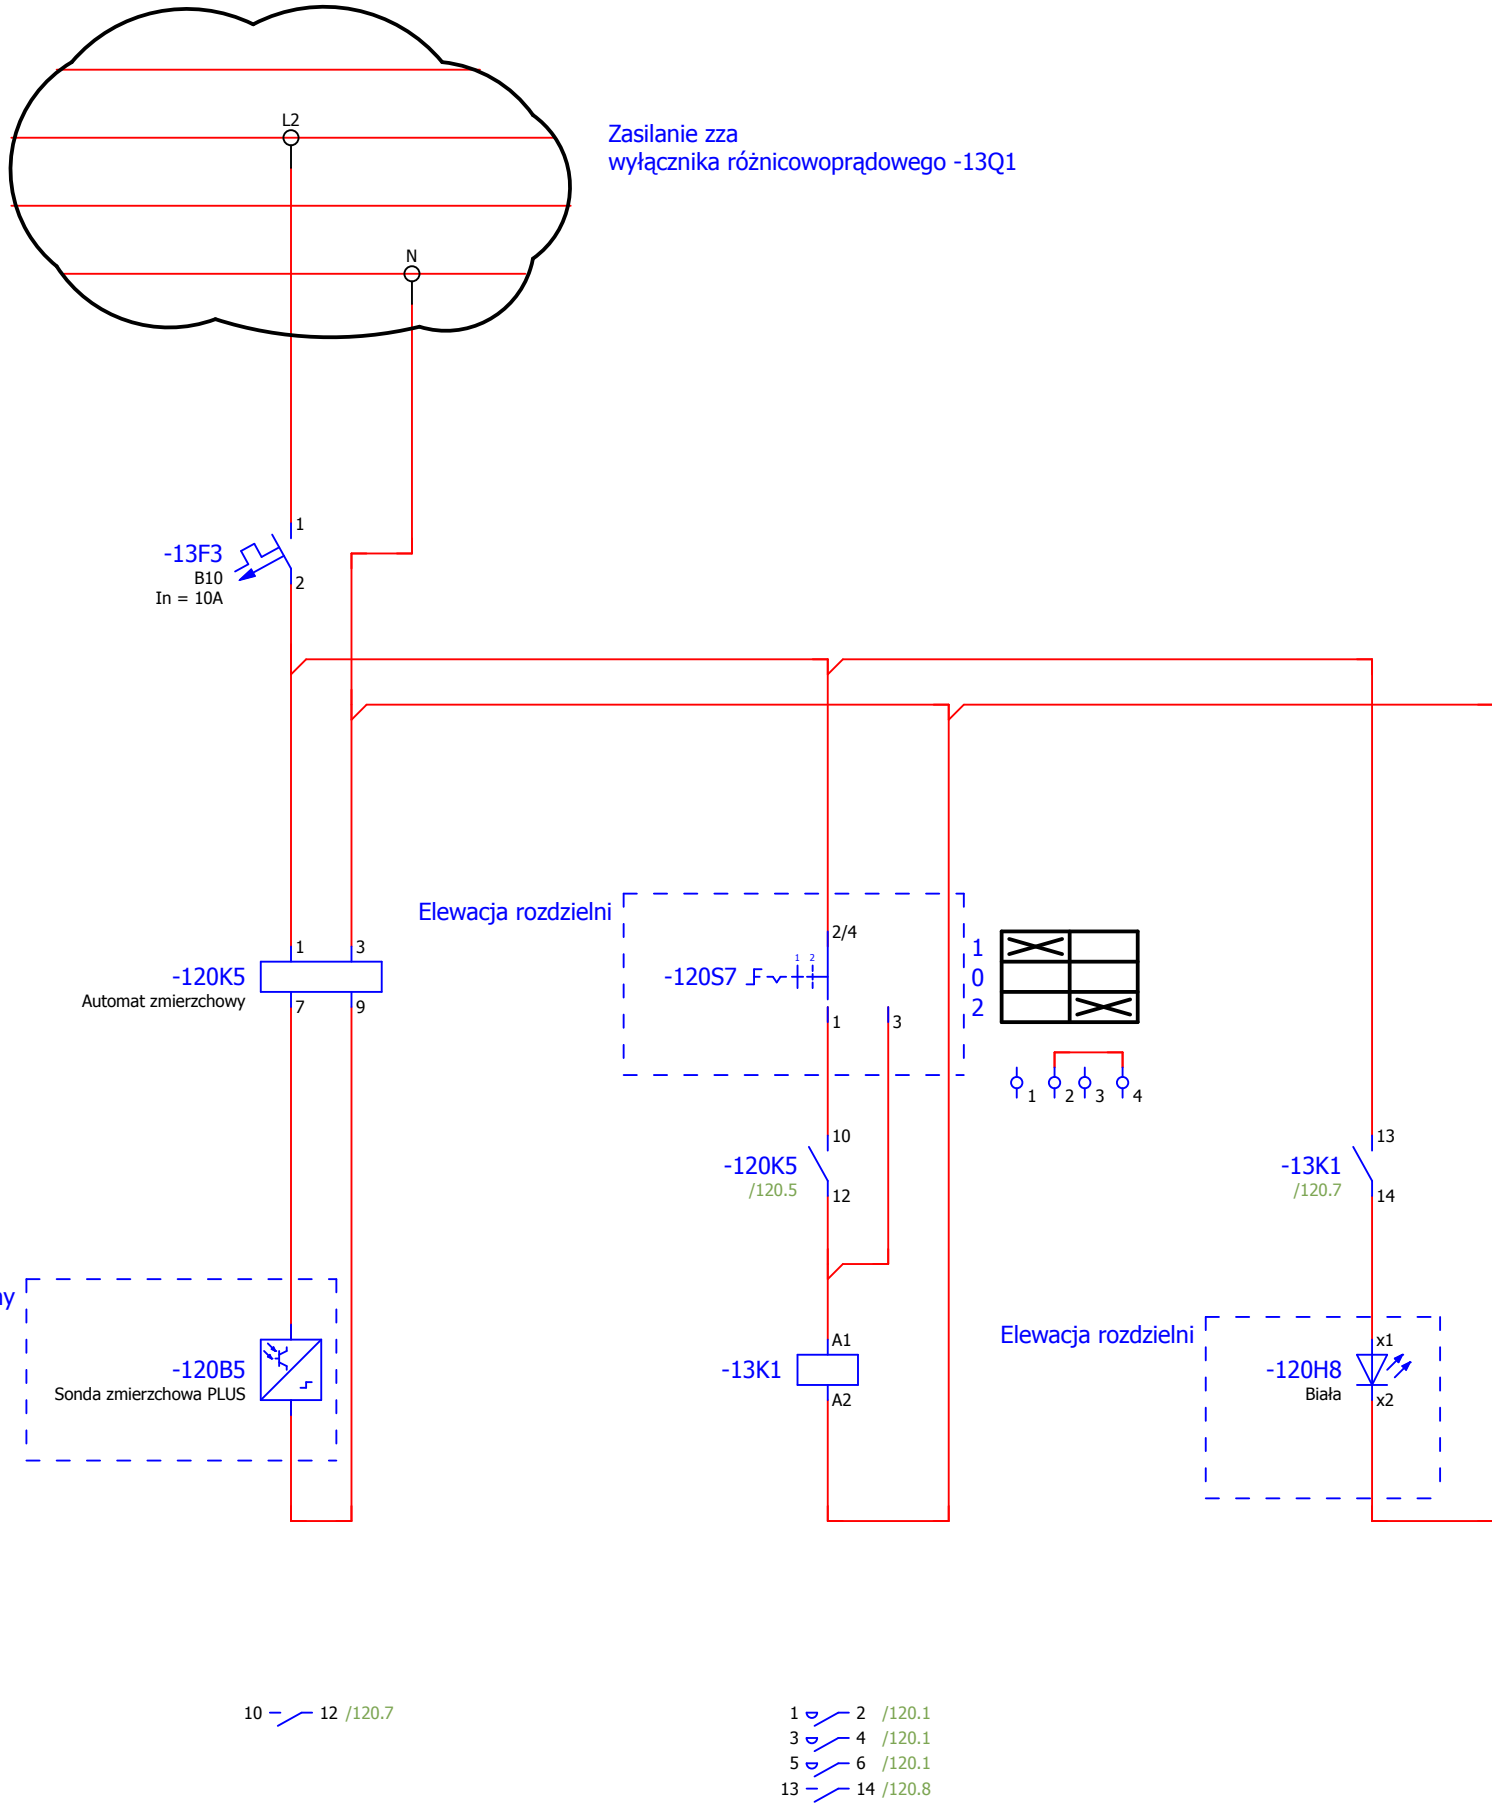 L2
Zasilanie zza
wyłącznika różnicowoprądowego -13Q1
N
1
-13F3
B10
2
In = 10A
Elewacja rozdzielni
2/4
1
1 3
-120K5
1 2
-120S7
0
Automat zmierzchowy
7 9
2
1 3
1 2 3 4
10
-120K5
/120.5
12
13
-13K1
/120.7
14
ny
Elewacja rozdzielni
A1
x1
-120B5
Sonda zmierzchowa PLUS
-13K1
-120H8
Biała
A2
x2
10 12 /120.7
1 2 /120.1
3 4 /120.1
5 6 /120.1
13 14 /120.8